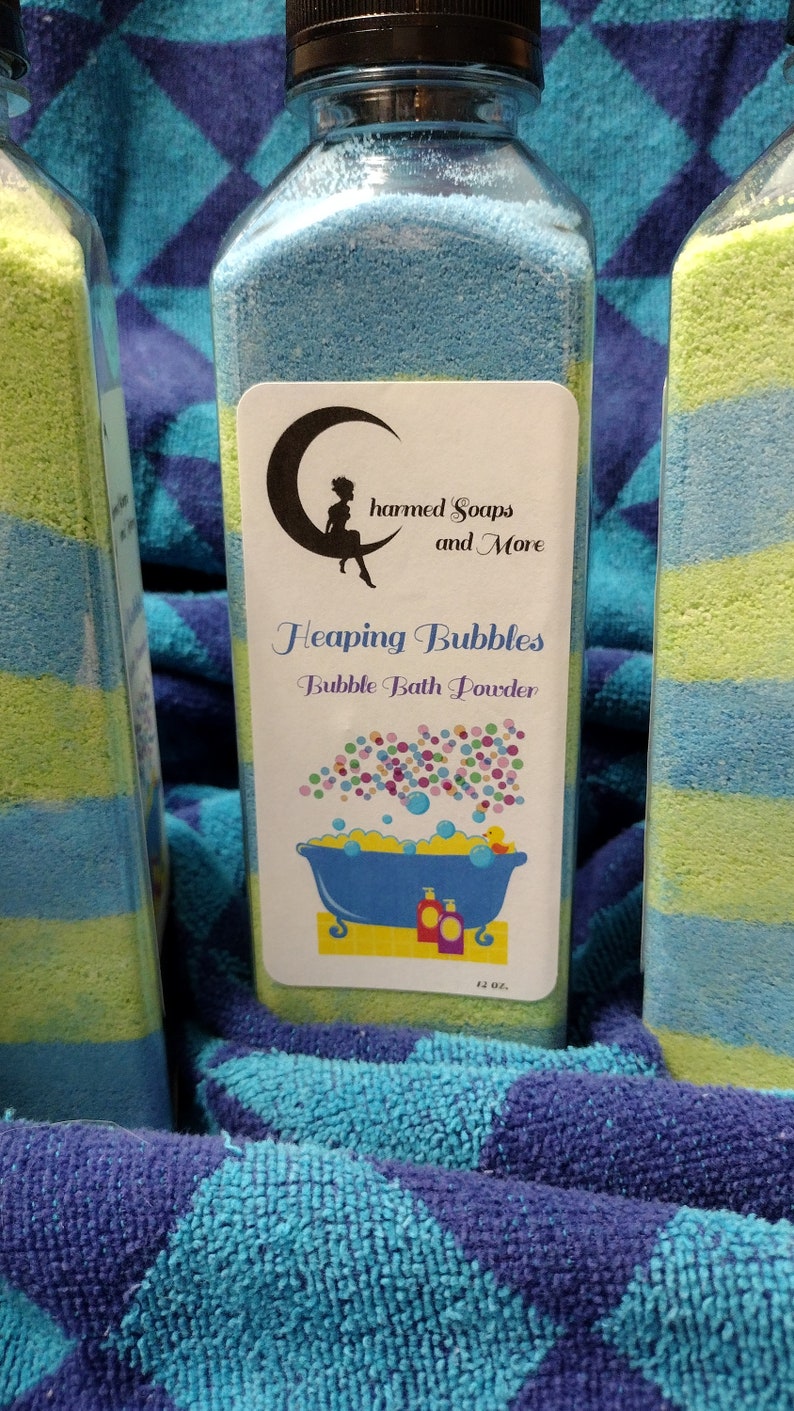 Charmed Soaps
and More
Heaping Bubbles
Bubble Bath Powder
12 oz.